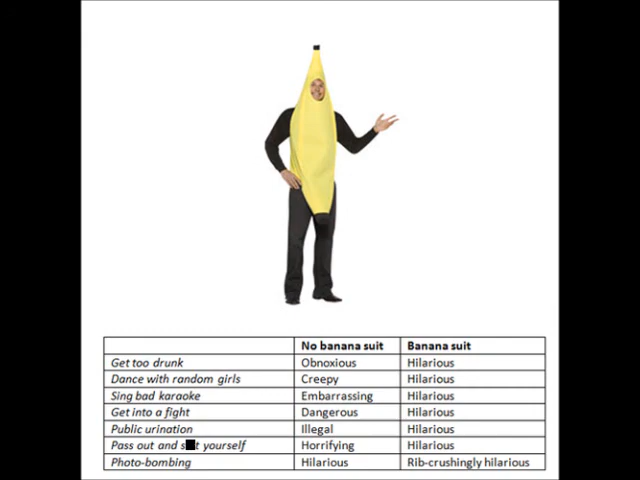 No banana suit Banana suit
Get too drunk Obnoxious Hilarious
Dance with random girls Creepy Hilarious
Sing bad karaoke Embarrassing Hilarious
Get into a fight Dangerous Hilarious
Public urination Illegal Hilarious
Pass out and s■t yourself Horrifying Hilarious
Photo-bombing Hilarious Rib-crushingly hilarious